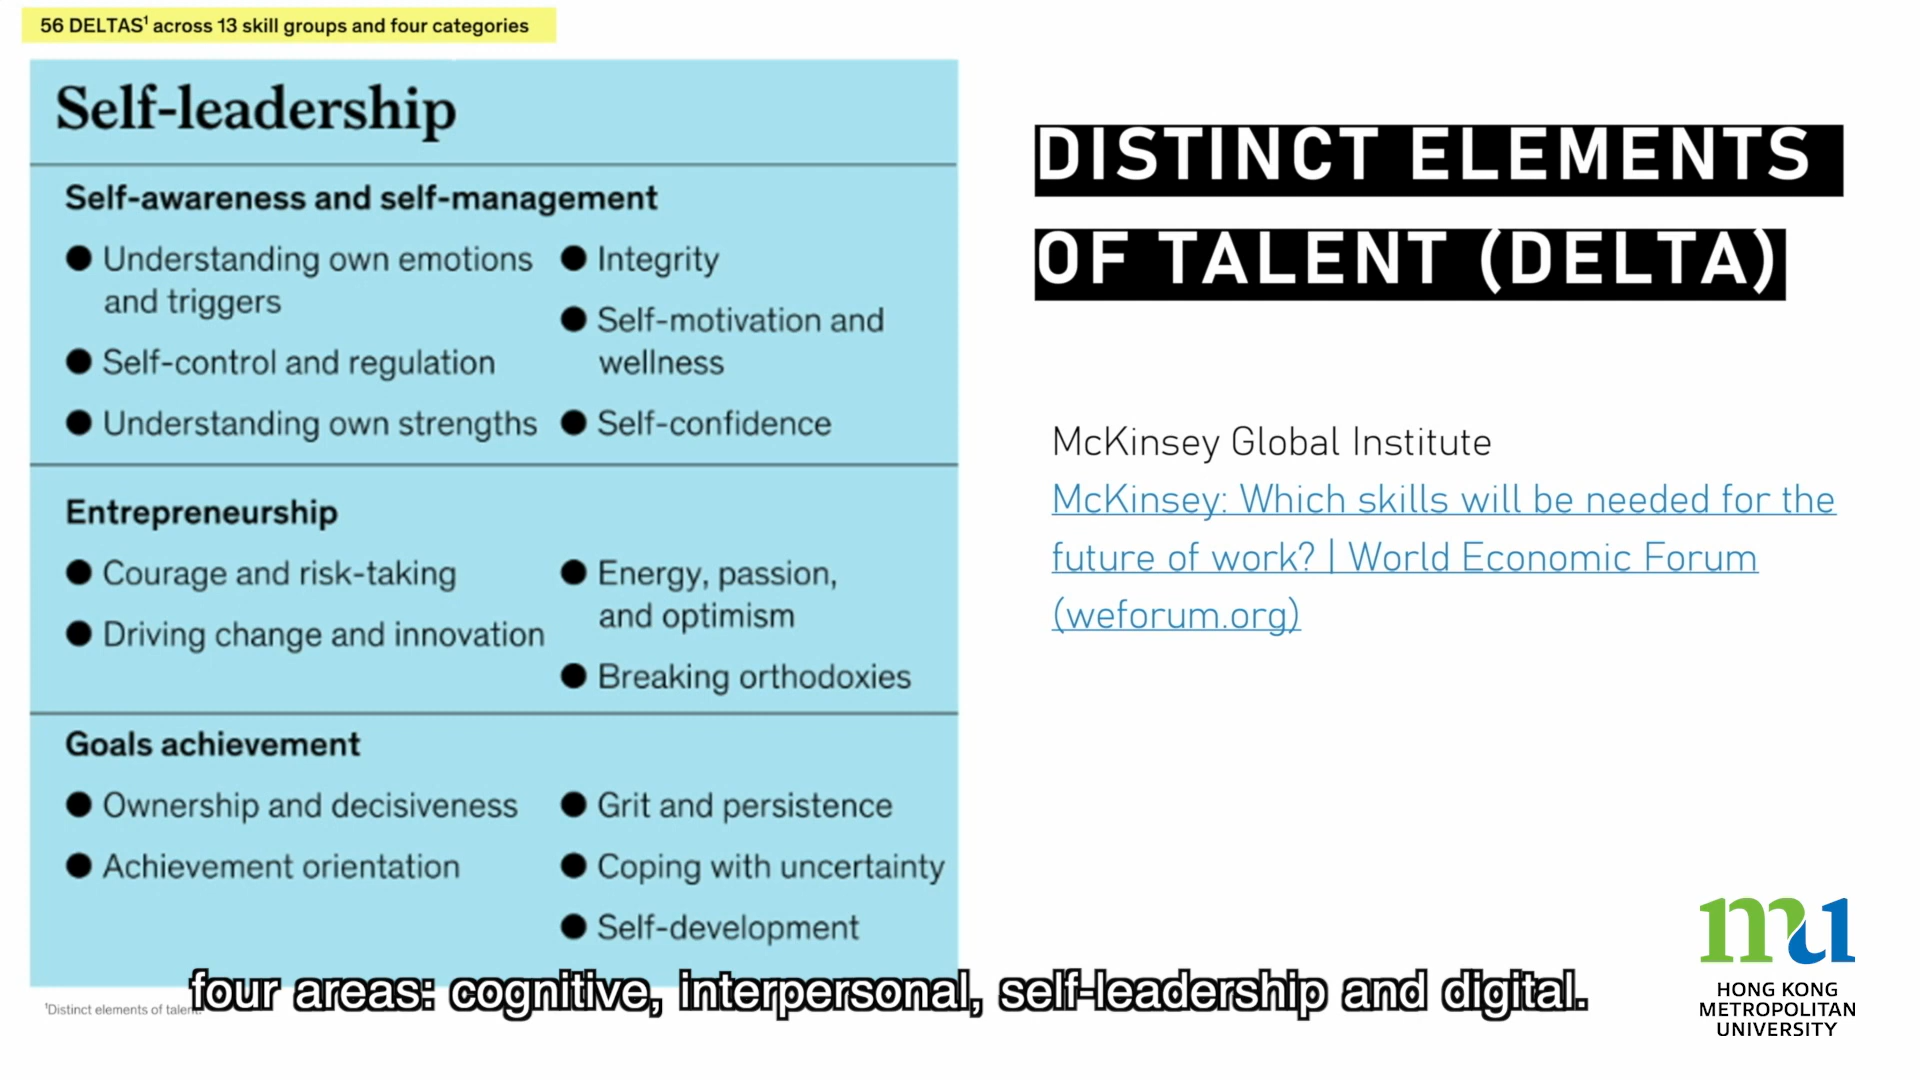 56 DELTAS¹ across 13 skill groups and four categories
Self-leadership
Self-awareness and self-management
Understanding own emotions
and triggers
Self-control and regulation
Understanding own strengths
Integrity
Self-motivation and
wellness
Self-confidence
Entrepreneurship
Courage and risk-taking
Driving change and innovation
Energy, passion,
and optimism
Breaking orthodoxies
Goals achievement
Ownership and decisiveness
Achievement orientation
Grit and persistence
Coping with uncertainty
Self-development
¹Distinct elements of talent.
DISTINCT ELEMENTS
OF TALENT (DELTA)
McKinsey Global Institute
McKinsey: Which skills will be needed for the
future of work? | World Economic Forum
(weforum.org)
four areas: cognitive, interpersonal, self-leadership and digital.
mu
HONG KONG
METROPOLITAN
UNIVERSITY